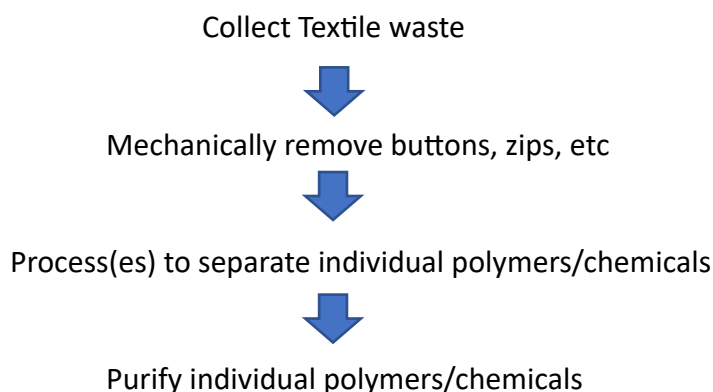 Collect Textile waste
Mechanically remove buttons, zips, etc
Process(es) to separate individual polymers/chemicals
Purify individual polymers/chemicals